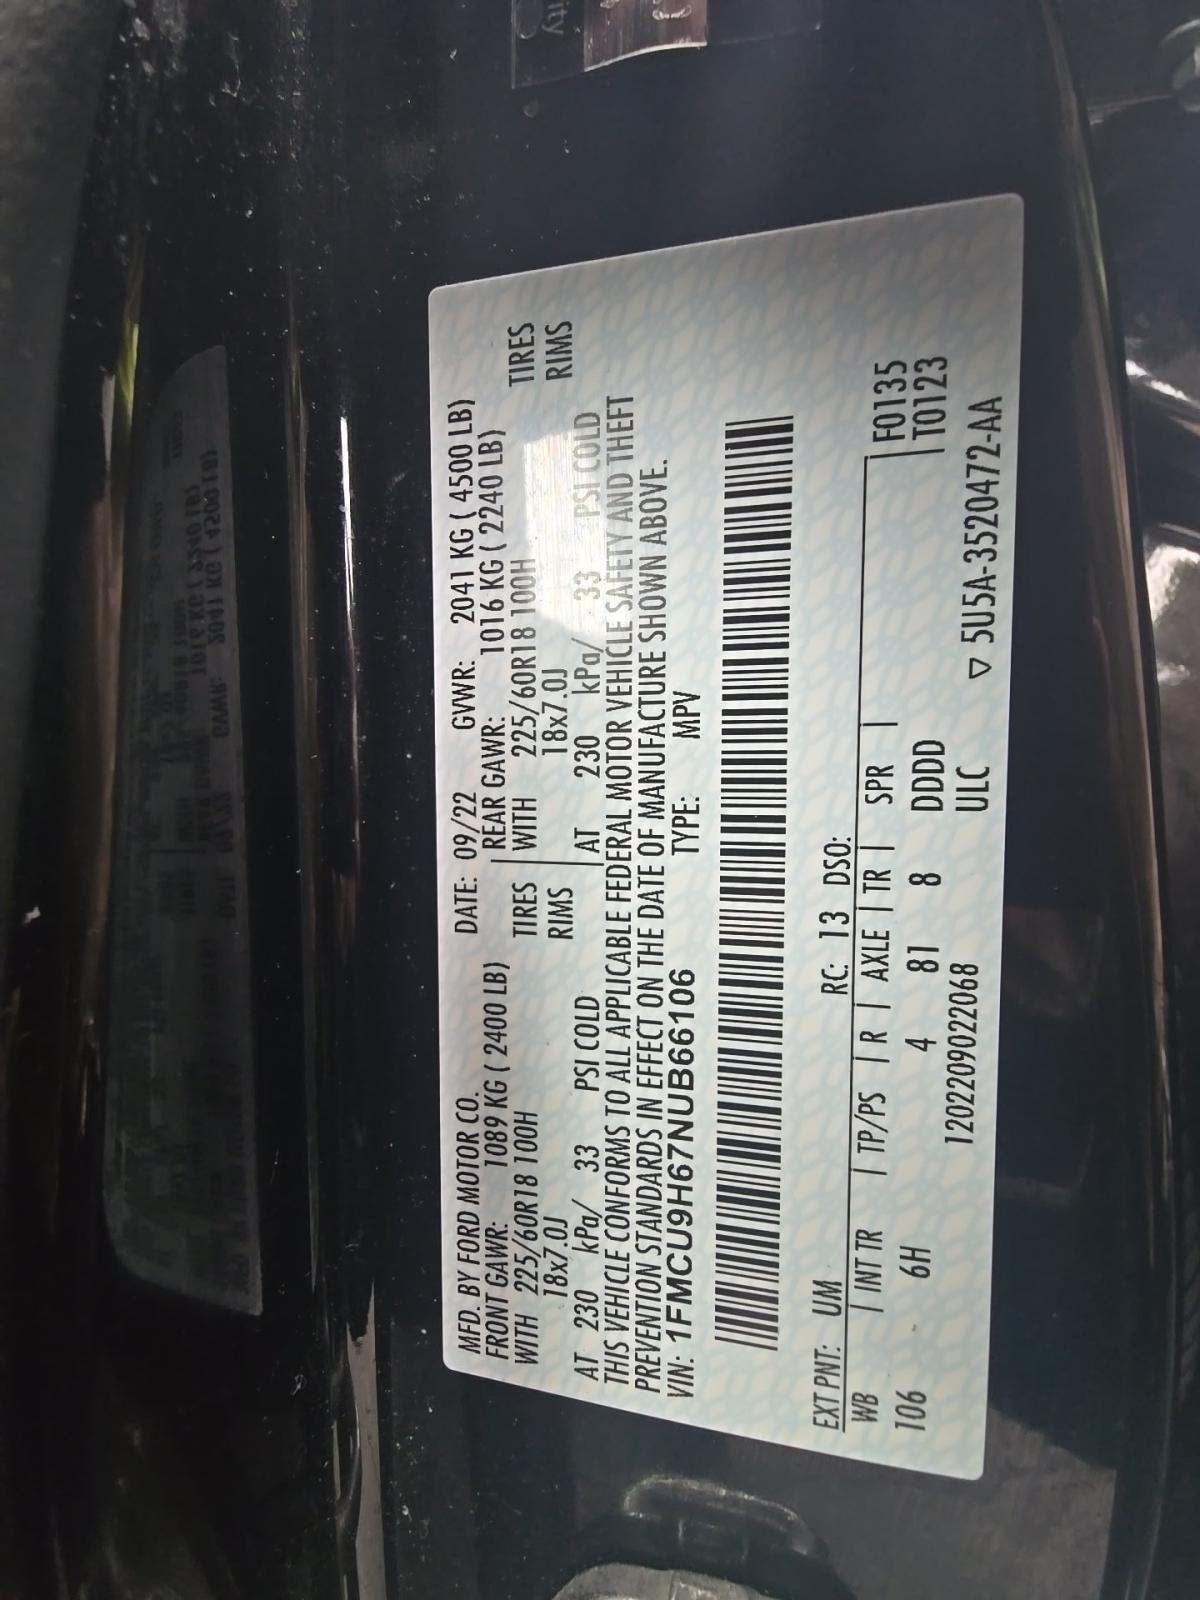 MFD. BY FORD MOTOR CO. DATE: 09/22 GVWR: 2041 KG ( 4500 LB)
FRONT GAWR: 1089 KG ( 2400 LB) REAR GAWR: 1016 KG ( 2240 LB)
WITH 225/60R18 100H TIRES WITH 225/60R18 100H TIRES
18x7.0J RIMS 18x7.0J RIMS
AT 230 kPa/ 33 PSI COLD AT 230 kPa/ 33 PSI COLD
THIS VEHICLE CONFORMS TO ALL APPLICABLE FEDERAL MOTOR VEHICLE SAFETY AND THEFT
PREVENTION STANDARDS IN EFFECT ON THE DATE OF MANUFACTURE SHOWN ABOVE.
VIN: 1FMCU9H67NUB66106 TYPE: MPV
EXT PNT: UM RC: 13 DSO:
WB | INT TR | TP/PS | R | AXLE | TR | SPR | F0135
106 6H 4 81 8 DDDD T0123
1202209022068 ULC
▽ 5U5A-3520472-AA